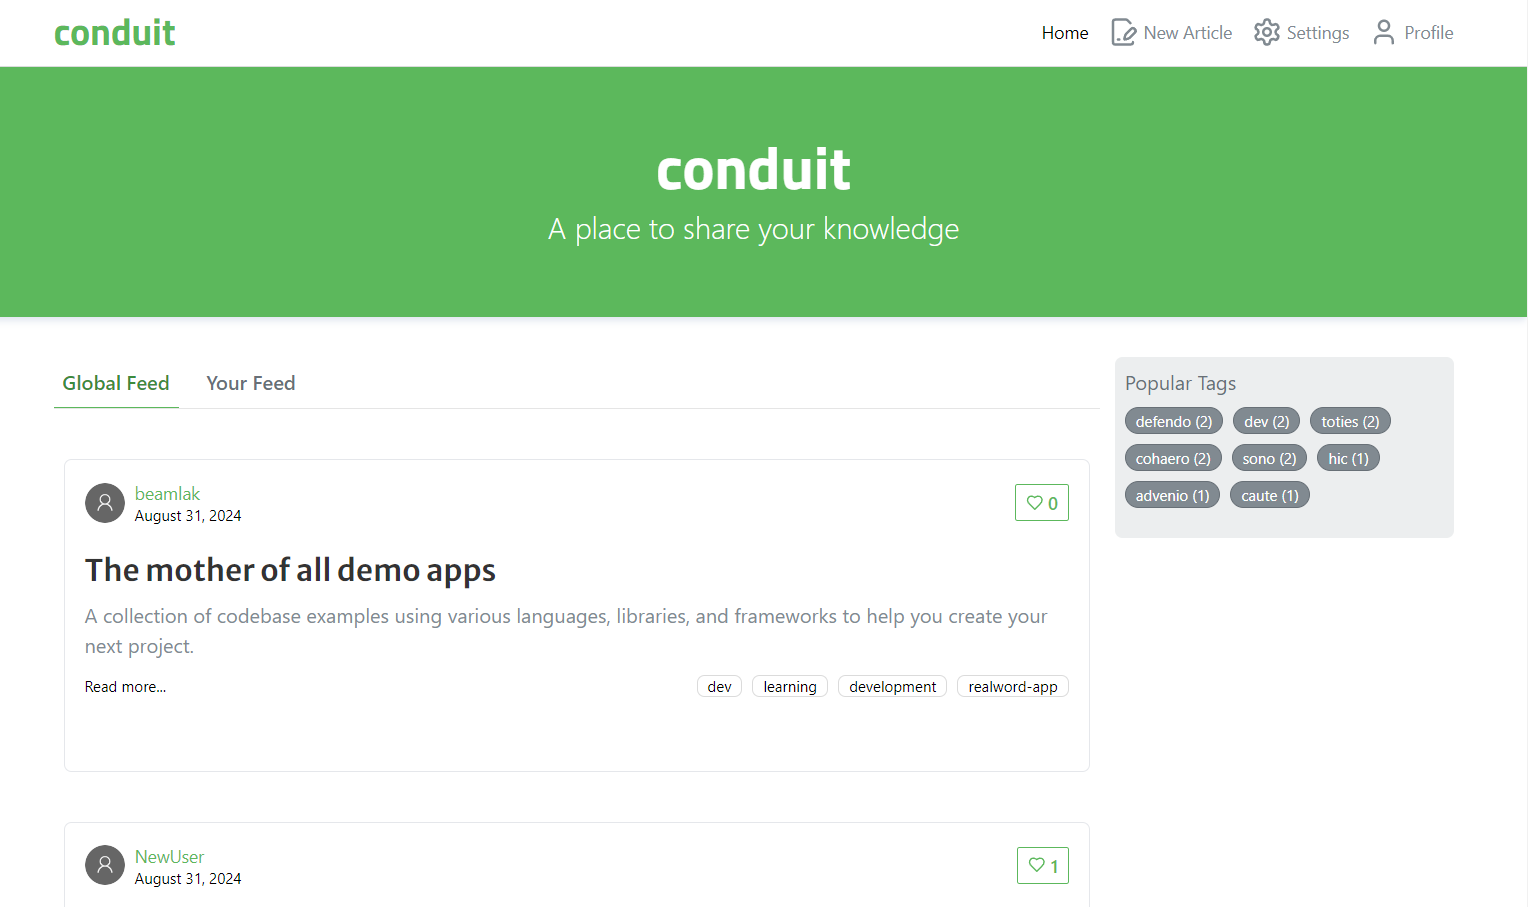 conduit
Home New Article Settings Profile
conduit
A place to share your knowledge
Global Feed Your Feed
Popular Tags
defendo (2) dev (2) toties (2)
cohaero (2) sono (2) hic (1)
advenio (1) caute (1)
beamlak
August 31, 2024
0
The mother of all demo apps
A collection of codebase examples using various languages, libraries, and frameworks to help you create your
next project.
Read more...
dev learning development realword-app
NewUser
August 31, 2024
1